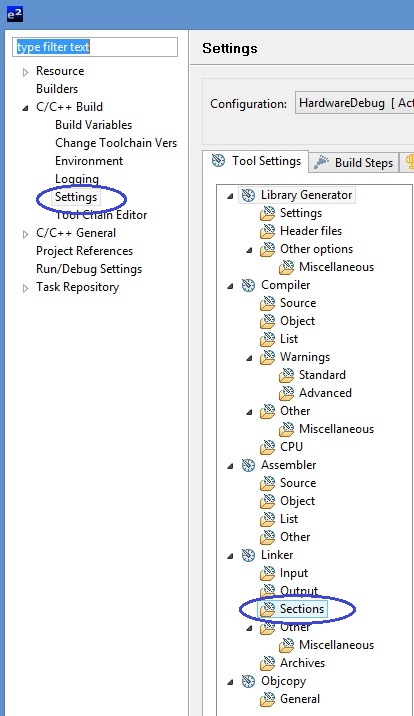 e²
type filter text
Resource
Builders
C/C++ Build
Build Variables
Change Toolchain Vers
Environment
Logging
Settings
Tool Chain Editor
C/C++ General
Project References
Run/Debug Settings
Task Repository
Settings
Configuration: HardwareDebug [ Act
Tool Settings Build Steps
Library Generator
Settings
Header files
Other options
Miscellaneous
Compiler
Source
Object
List
Warnings
Standard
Advanced
Other
Miscellaneous
CPU
Assembler
Source
Object
List
Other
Linker
Input
Output
Sections
Other
Miscellaneous
Archives
Objcopy
General